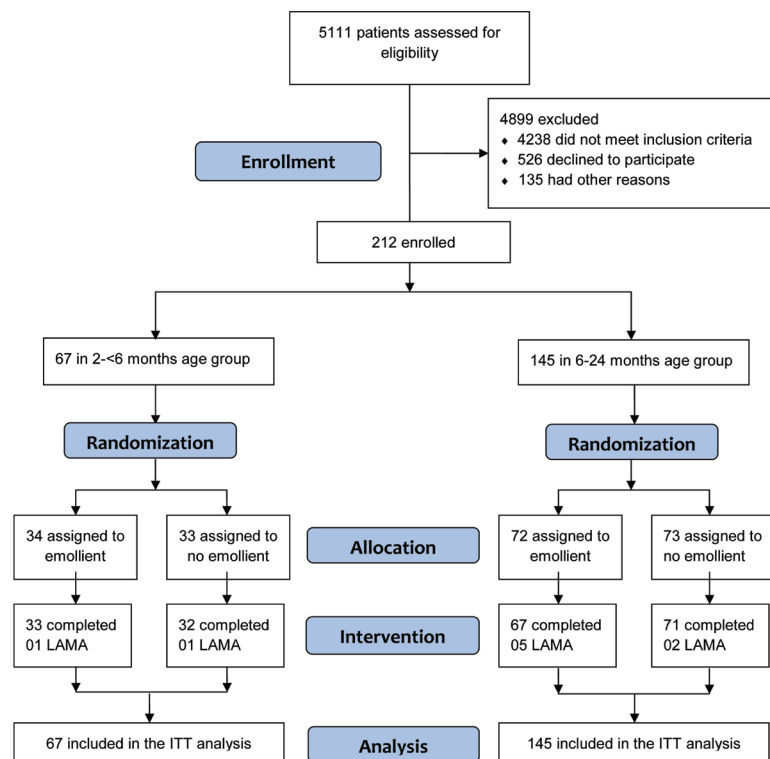 5111 patients assessed for
eligibility
4899 excluded
♦ 4238 did not meet inclusion criteria
♦ 526 declined to participate
♦ 135 had other reasons
Enrollment
212 enrolled
67 in 2-<6 months age group
145 in 6-24 months age group
Randomization
Randomization
34 assigned to
emollient
33 assigned to
no emollient
Allocation
72 assigned to
emollient
73 assigned to
no emollient
33 completed
01 LAMA
32 completed
01 LAMA
Intervention
67 completed
05 LAMA
71 completed
02 LAMA
67 included in the ITT analysis
Analysis
145 included in the ITT analysis